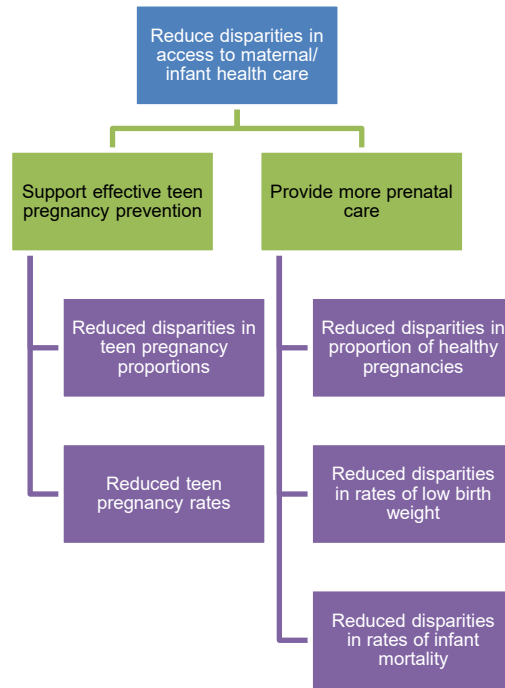 Reduce disparities in
access to maternal/
infant health care
Support effective teen
pregnancy prevention
Provide more prenatal
care
Reduced disparities in
teen pregnancy
proportions
Reduced teen
pregnancy rates
Reduced disparities in
proportion of healthy
pregnancies
Reduced disparities
in rates of low birth
weight
Reduced disparities
in rates of infant
mortality